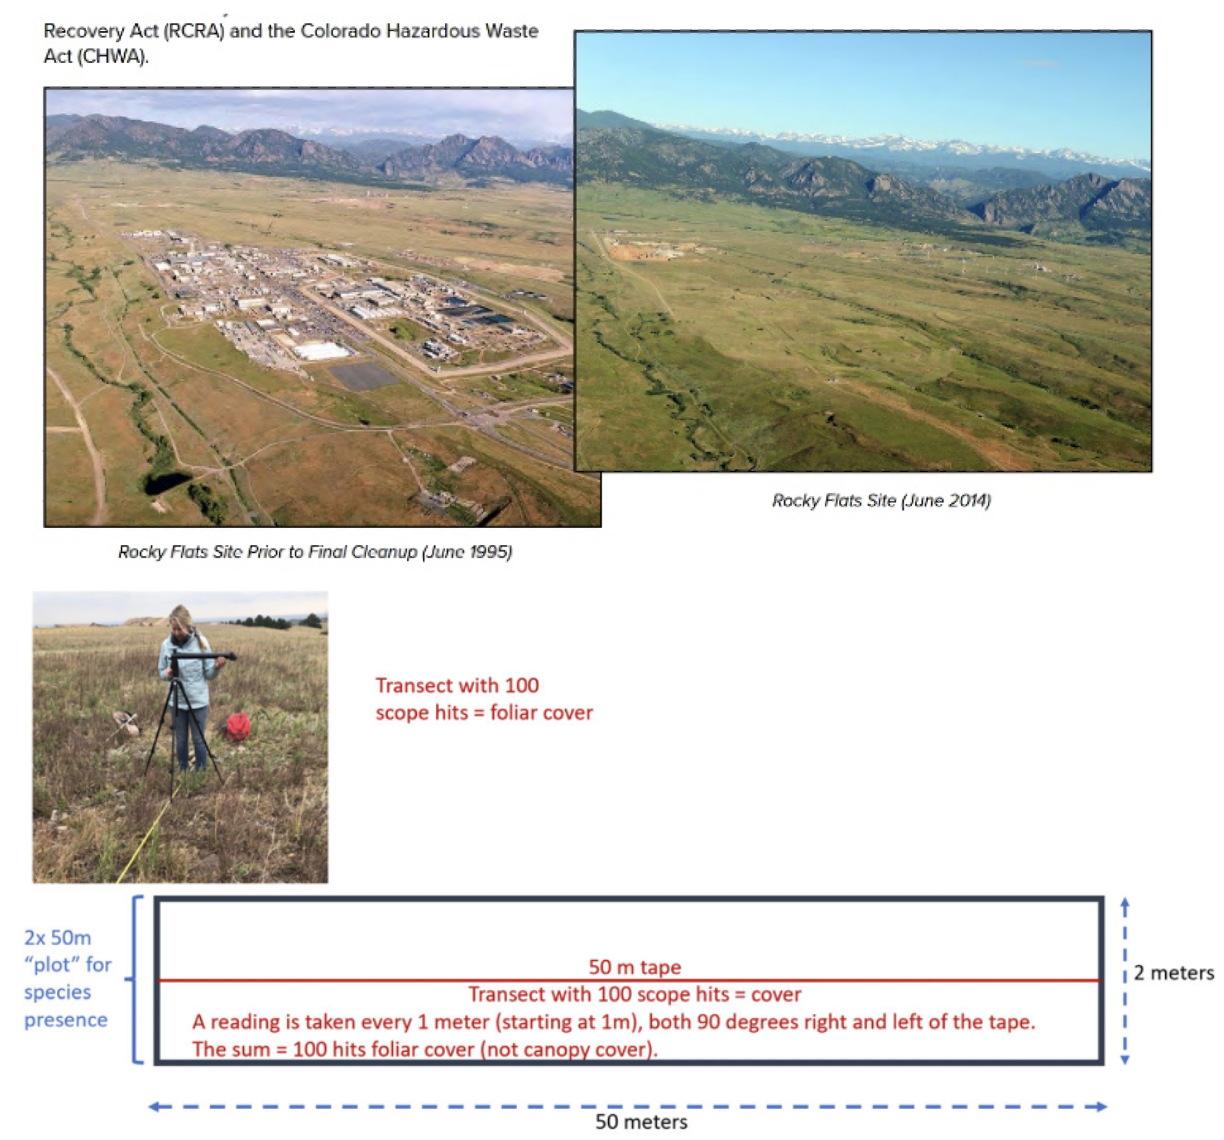 Recovery Act (RCRA) and the Colorado Hazardous Waste
Act (CHWA).
Rocky Flats Site (June 2014)
Rocky Flats Site Prior to Final Cleanup (June 1995)
Transect with 100
scope hits = foliar cover
2x 50m
"plot" for
species
presence
50 m tape
Transect with 100 scope hits = cover
A reading is taken every 1 meter (starting at 1m), both 90 degrees right and left of the tape.
The sum = 100 hits foliar cover (not canopy cover).
2 meters
50 meters